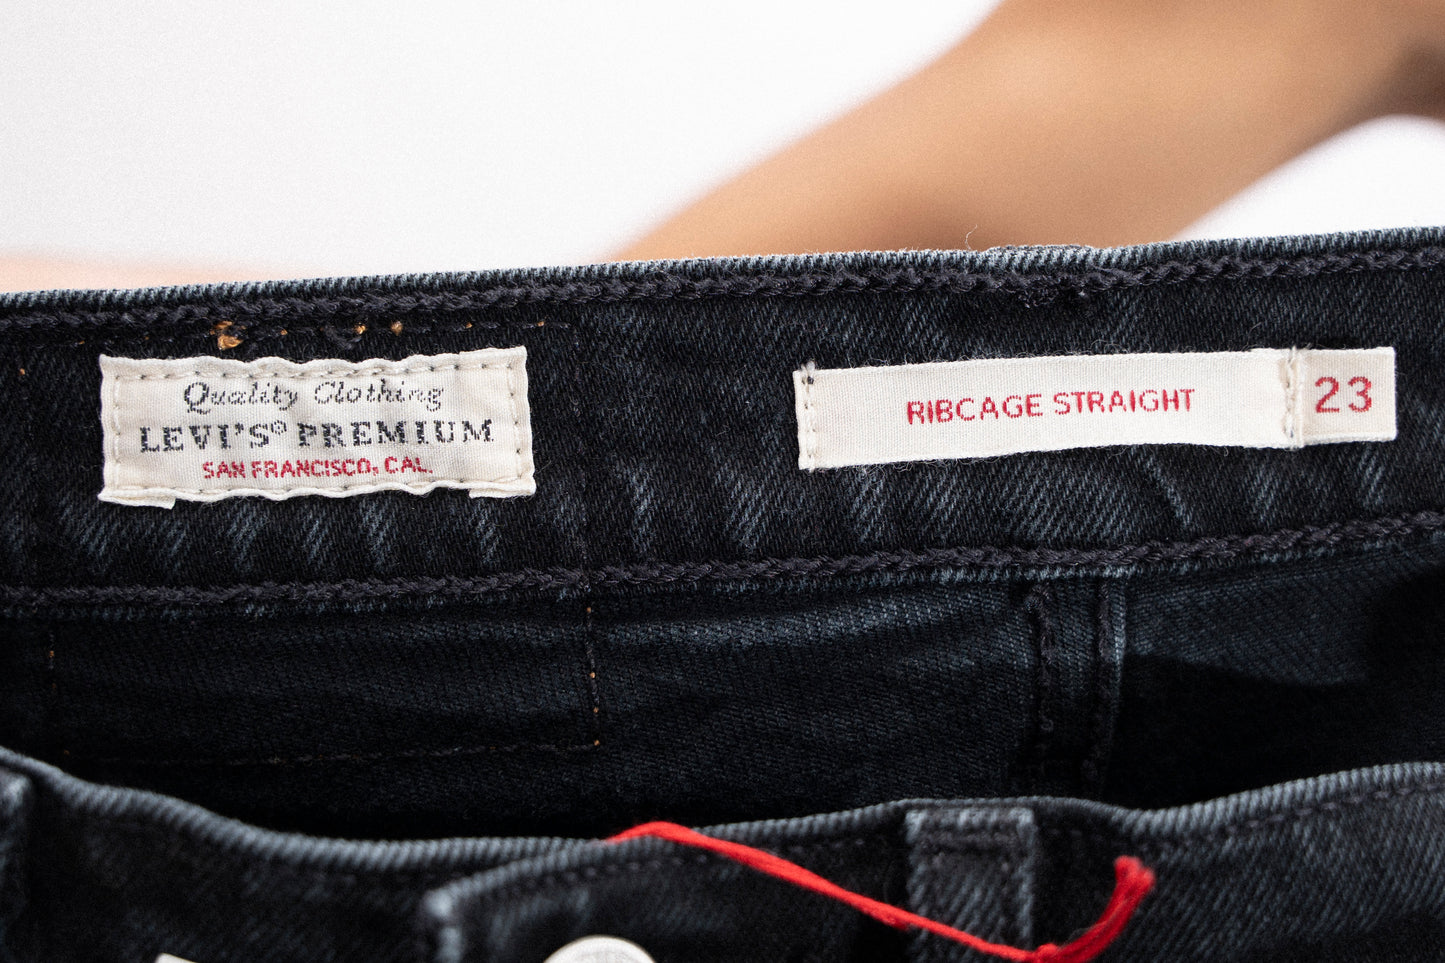 Quality Clothing
LEVI'S® PREMIUM
SAN FRANCISCO, CAL.
RIBCAGE STRAIGHT
23